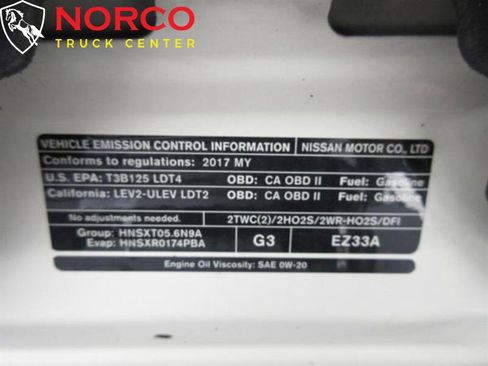 NORCO
TRUCK CENTER
VEHICLE EMISSION CONTROL INFORMATION NISSAN MOTOR CO., LTD
Conforms to regulations: 2017 MY
U.S. EPA: T3B125 LDT4 OBD: CA OBD II Fuel: Gasoline
California: LEV2-ULEV LDT2 OBD: CA OBD II Fuel: Gasoline
No adjustments needed. 2TWC(2)/2HO2S/2WR-HO2S/DFI
Group: HNSXT05.6N9A
Evap: HNSXR0174PBA G3 EZ33A
Engine Oil Viscosity: SAE 0W-20